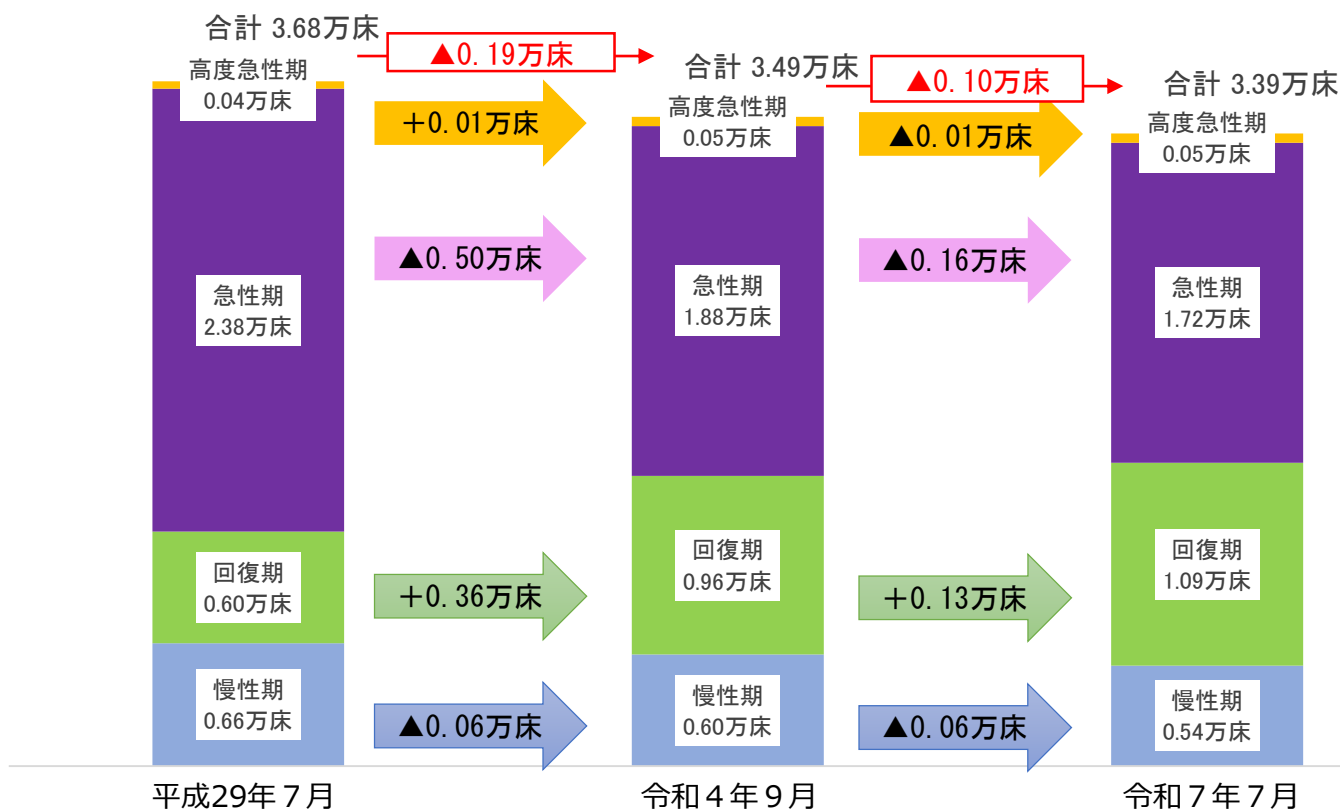 合計 3.68万床
▲0.19万床
合計 3.49万床
▲0.10万床
合計 3.39万床
高度急性期
0.04万床
+0.01万床
高度急性期
0.05万床
▲0.01万床
高度急性期
0.05万床
急性期
2.38万床
▲0.50万床
急性期
1.88万床
▲0.16万床
急性期
1.72万床
回復期
0.60万床
+0.36万床
回復期
0.96万床
+0.13万床
回復期
1.09万床
慢性期
0.66万床
▲0.06万床
慢性期
0.60万床
▲0.06万床
慢性期
0.54万床
平成29年7月
令和4年9月
令和7年7月